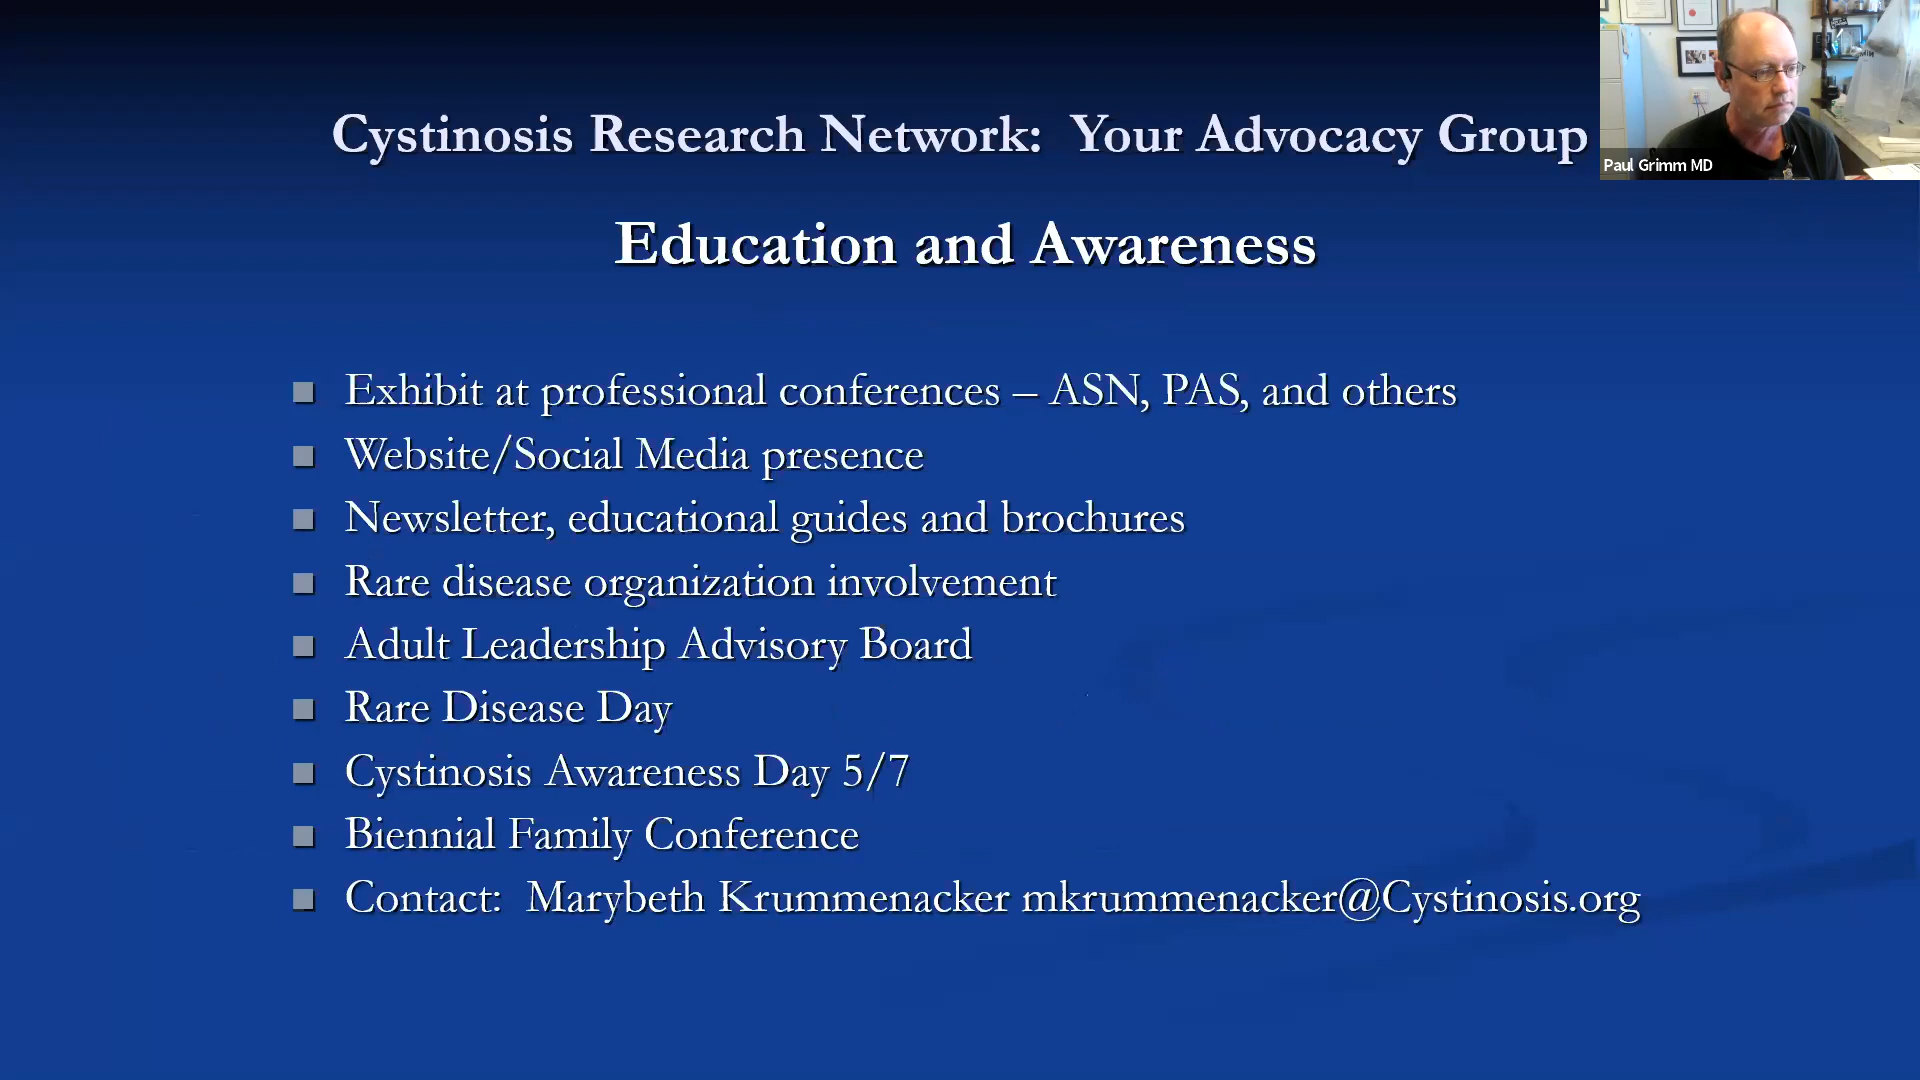 Cystinosis Research Network:  Your Advocacy Group
Paul Grimm MD
Education and Awareness
Exhibit at professional conferences – ASN, PAS, and others
Website/Social Media presence
Newsletter, educational guides and brochures
Rare disease organization involvement
Adult Leadership Advisory Board
Rare Disease Day
Cystinosis Awareness Day 5/7
Biennial Family Conference
Contact:  Marybeth Krummenacker mkrummenacker@Cystinosis.org